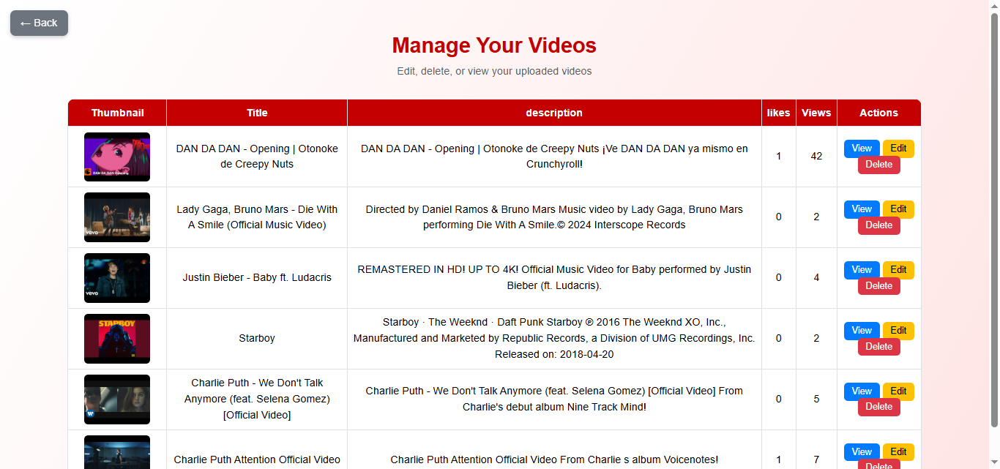 ← Back
Manage Your Videos
Edit, delete, or view your uploaded videos
Thumbnail Title description likes Views Actions
DAN DA DAN Opening
DAN DA DAN - Opening | Otonoke
de Creepy Nuts
DAN DA DAN - Opening | Otonoke de Creepy Nuts ¡Ve DAN DA DAN ya mismo en
Crunchyroll!
1
42
View Edit
Delete
vevo
Lady Gaga, Bruno Mars - Die With
A Smile (Official Music Video)
Directed by Daniel Ramos & Bruno Mars Music video by Lady Gaga, Bruno Mars
performing Die With A Smile.© 2024 Interscope Records
0
2
View Edit
Delete
vevo
Justin Bieber - Baby ft. Ludacris
REMASTERED IN HD! UP TO 4K! Official Music Video for Baby performed by Justin
Bieber (ft. Ludacris).
0
4
View Edit
Delete
STARBOY
Starboy
Starboy · The Weeknd · Daft Punk Starboy ℗ 2016 The Weeknd XO, Inc.,
Manufactured and Marketed by Republic Records, a Division of UMG Recordings, Inc.
Released on: 2018-04-20
0
2
View Edit
Delete
W
Charlie Puth - We Don't Talk
Anymore (feat. Selena Gomez)
[Official Video]
Charlie Puth - We Don't Talk Anymore (feat. Selena Gomez) [Official Video] From
Charlie's debut album Nine Track Mind!
0
5
View Edit
Delete
Charlie Puth Attention Official Video
Charlie Puth Attention Official Video From Charlie s album Voicenotes!
1
7
View Edit
Delete